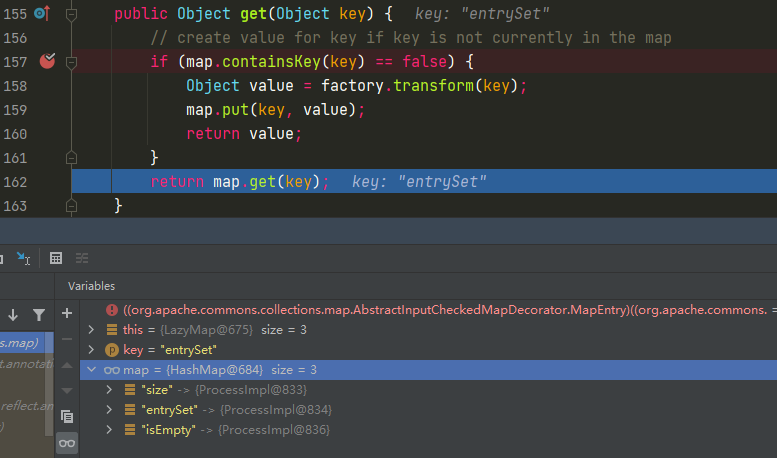 155 public Object get(Object key) { key: "entrySet"
156 // create value for key if key is not currently in the map
157 if (map.containsKey(key) == false) {
158 Object value = factory.transform(key);
159 map.put(key, value);
160 return value;
161 }
162 return map.get(key); key: "entrySet"
163 }
Variables
((org.apache.commons.collections.map.AbstractInputCheckedMapDecorator.MapEntry)((org.apache.commons. =
this = {LazyMap@675} size = 3
s.map)
key = "entrySet"
t.annotati
map = {HashMap@684} size = 3
"size" -> {ProcessImpl@833}
reflect.an
"entrySet" -> {ProcessImpl@834}
)
"isEmpty" -> {ProcessImpl@836}